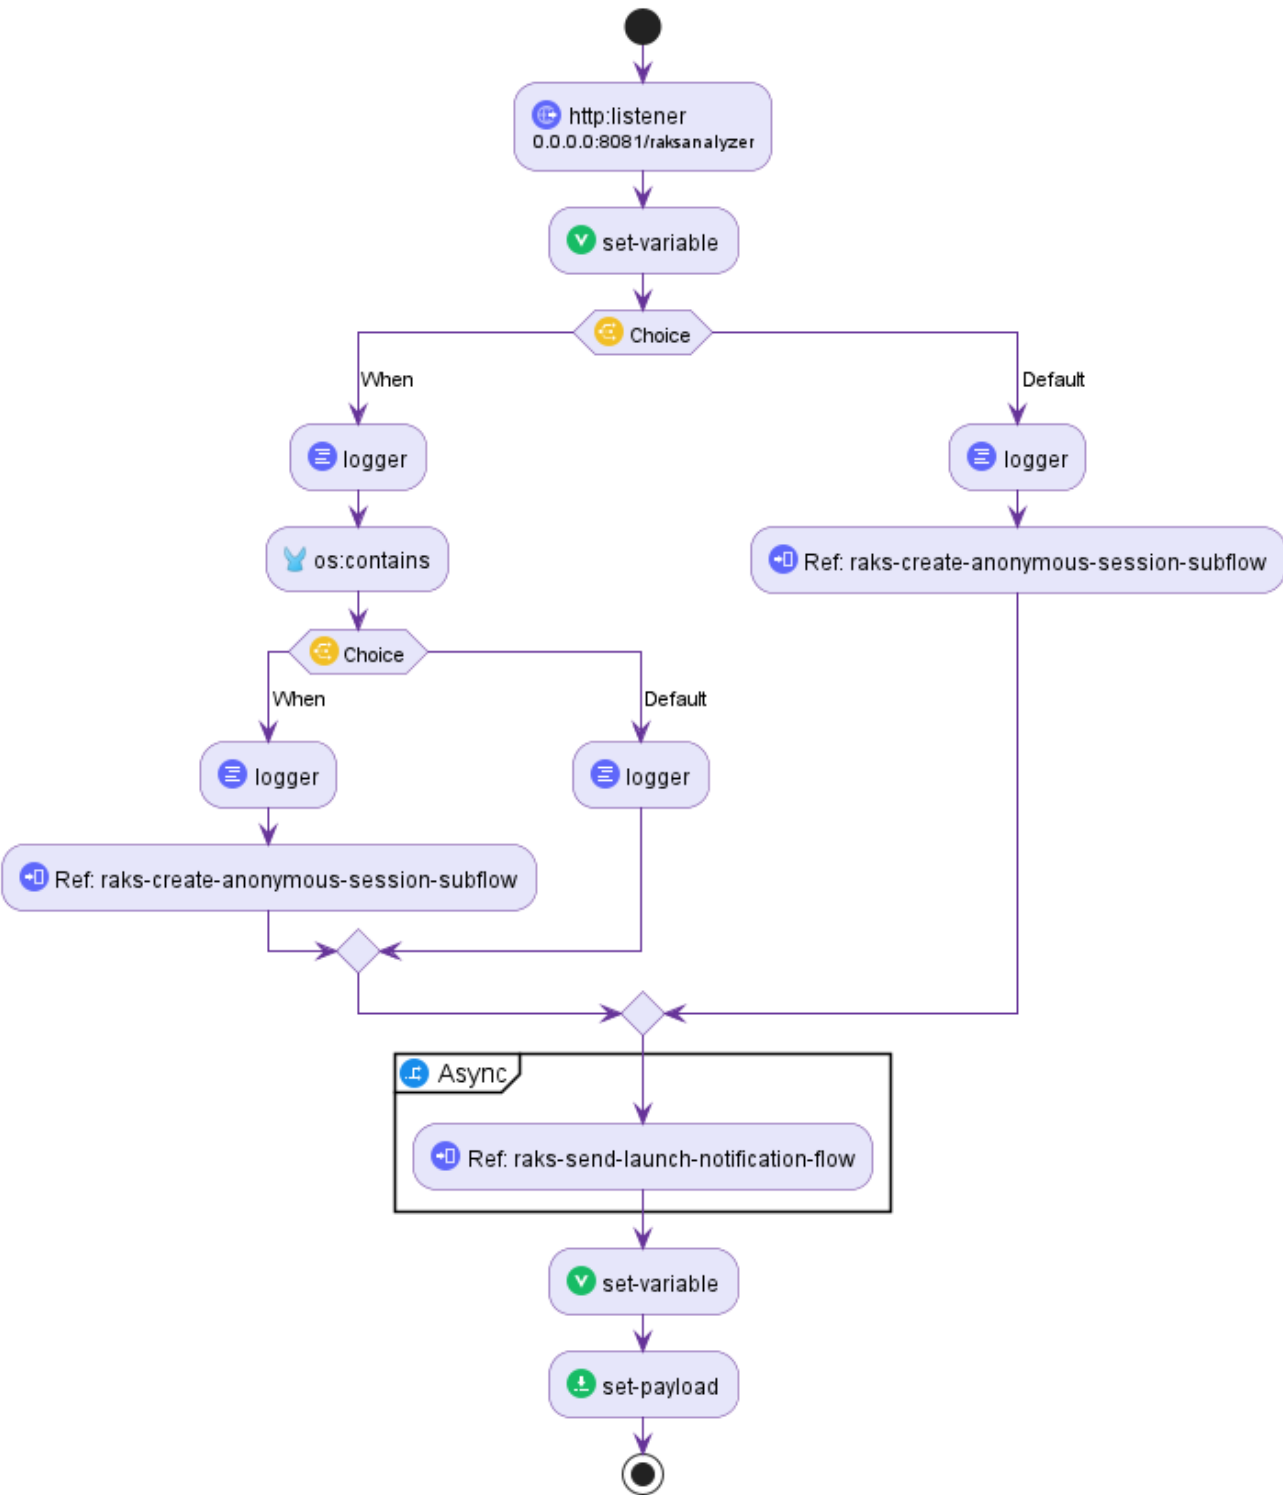 http:listener
0.0.0.0:8081/raksanalyzer
set-variable
Choice
When
Default
logger
logger
os:contains
Ref: raks-create-anonymous-session-subflow
Choice
When
Default
logger
logger
Ref: raks-create-anonymous-session-subflow
Async
Ref: raks-send-launch-notification-flow
set-variable
set-payload